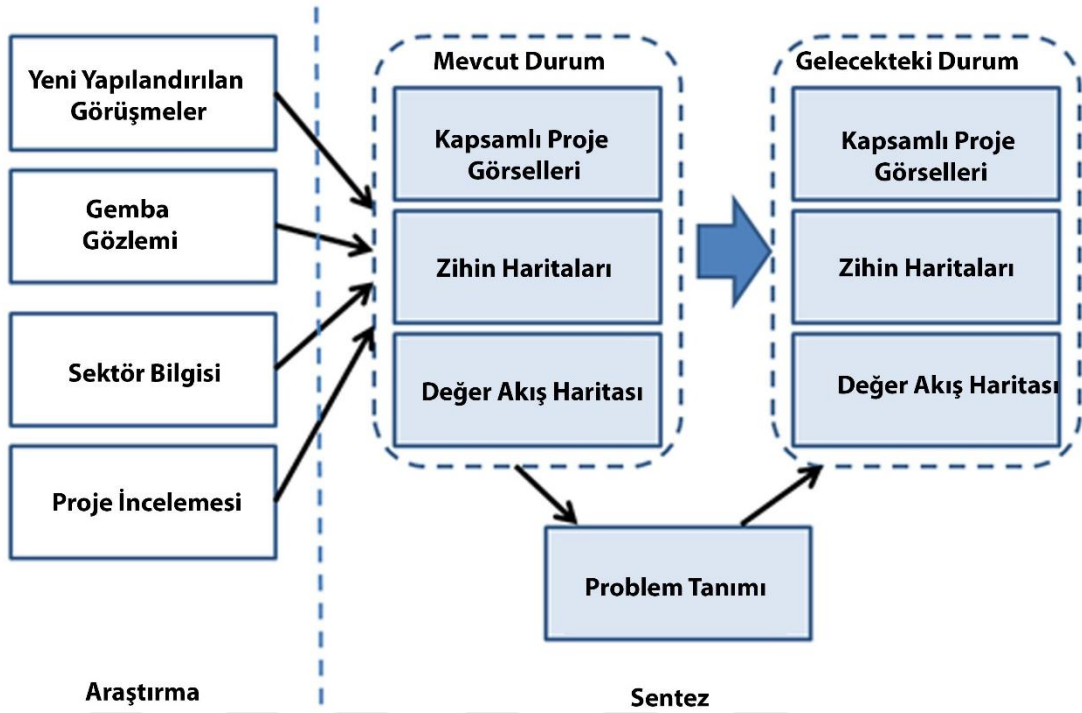 Yeni Yapılandırılan
Görüşmeler
Gemba
Gözlemi
Sektör Bilgisi
Proje İncelemesi
Araştırma
Mevcut Durum
Kapsamlı Proje
Görselleri
Zihin Haritaları
Değer Akış Haritası
Gelecekteki Durum
Kapsamlı Proje
Görselleri
Zihin Haritaları
Değer Akış Haritası
Problem Tanımı
Sentez